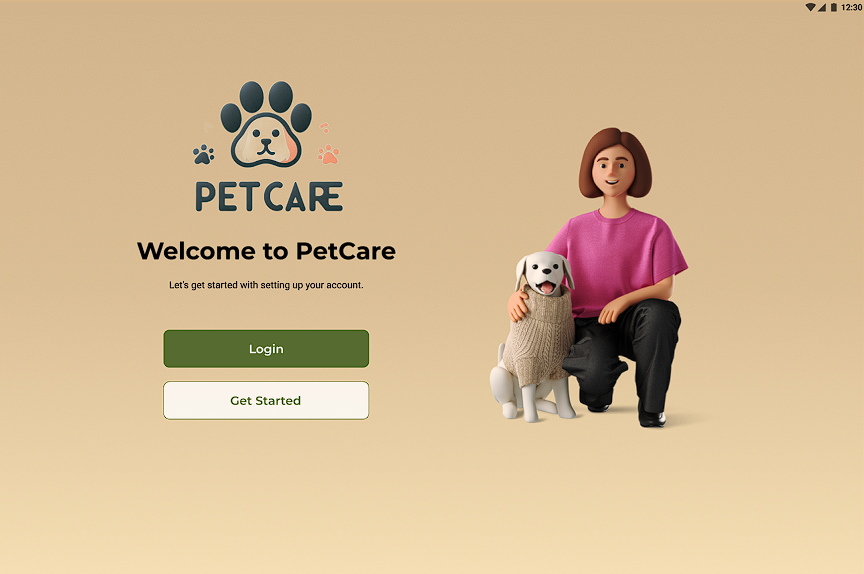 12:30
PETCARE
Welcome to PetCare
Let's get started with setting up your account.
Login
Get Started